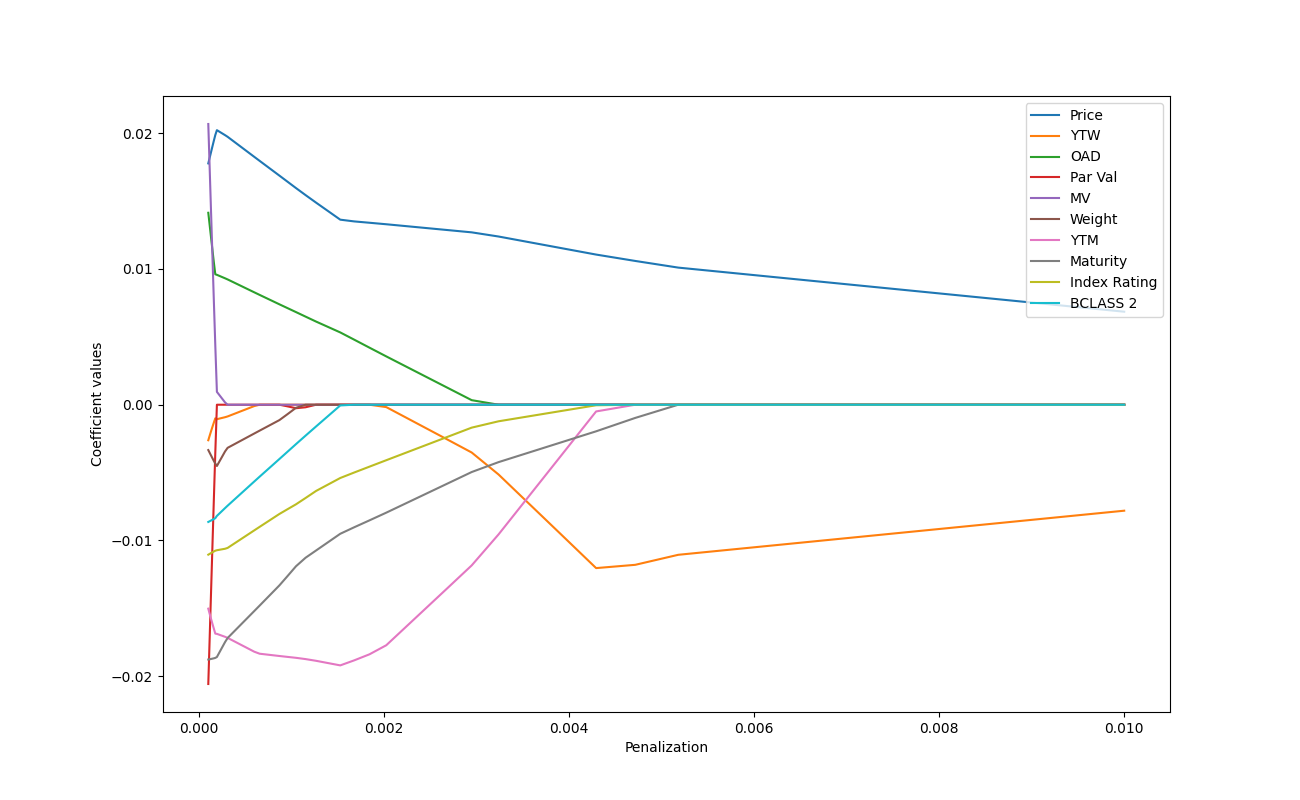 0.02
0.01
0.00
−0.01
−0.02
Coefficient values
0.000
0.002
0.004
0.006
0.008
0.010
Penalization
Price
YTW
OAD
Par Val
MV
Weight
YTM
Maturity
Index Rating
BCLASS 2